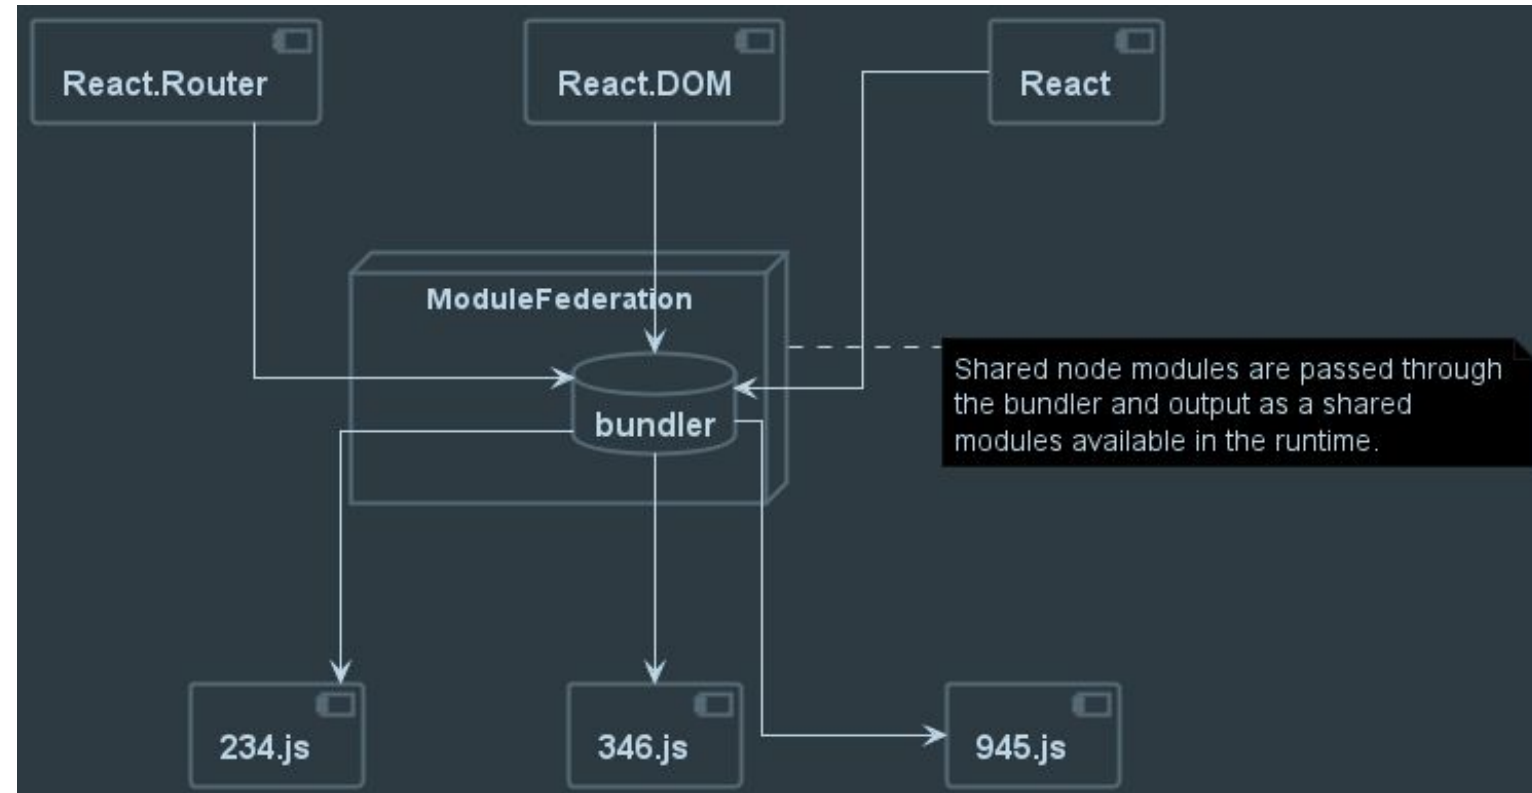 React.Router
React.DOM
React
ModuleFederation
Shared node modules are passed through
the bundler and output as a shared
modules available in the runtime.
bundler
234.js
346.js
945.js